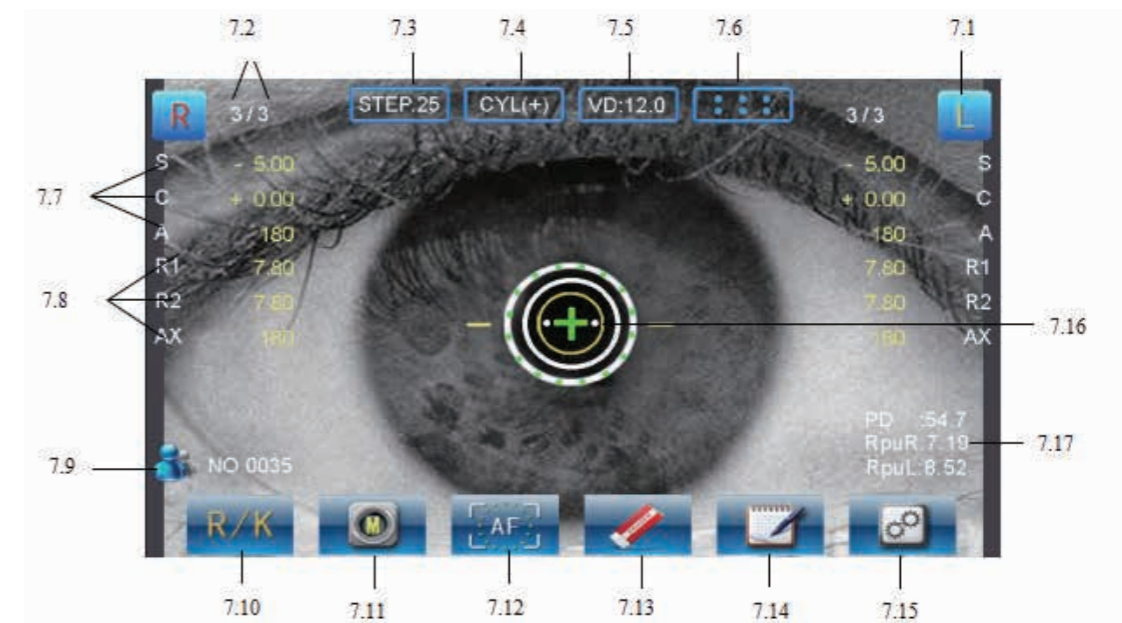 7.2 7.3 7.4 7.5 7.6 7.1
R 3/3 STEP.25 CYL(+) VD:12.0 3/3 L
S - 5.00 - 5.00 S
7.7 C + 0.00 + 0.00 C
A 180 180 A
R1 7.80 7.80 R1
7.8 R2 7.80 7.80 R2
AX 180 180 AX
7.16
PD :54.7
RpuR:7.19 7.17
7.9 NO 0035 RpuL:8.52
R/K M AF
7.10 7.11 7.12 7.13 7.14 7.15